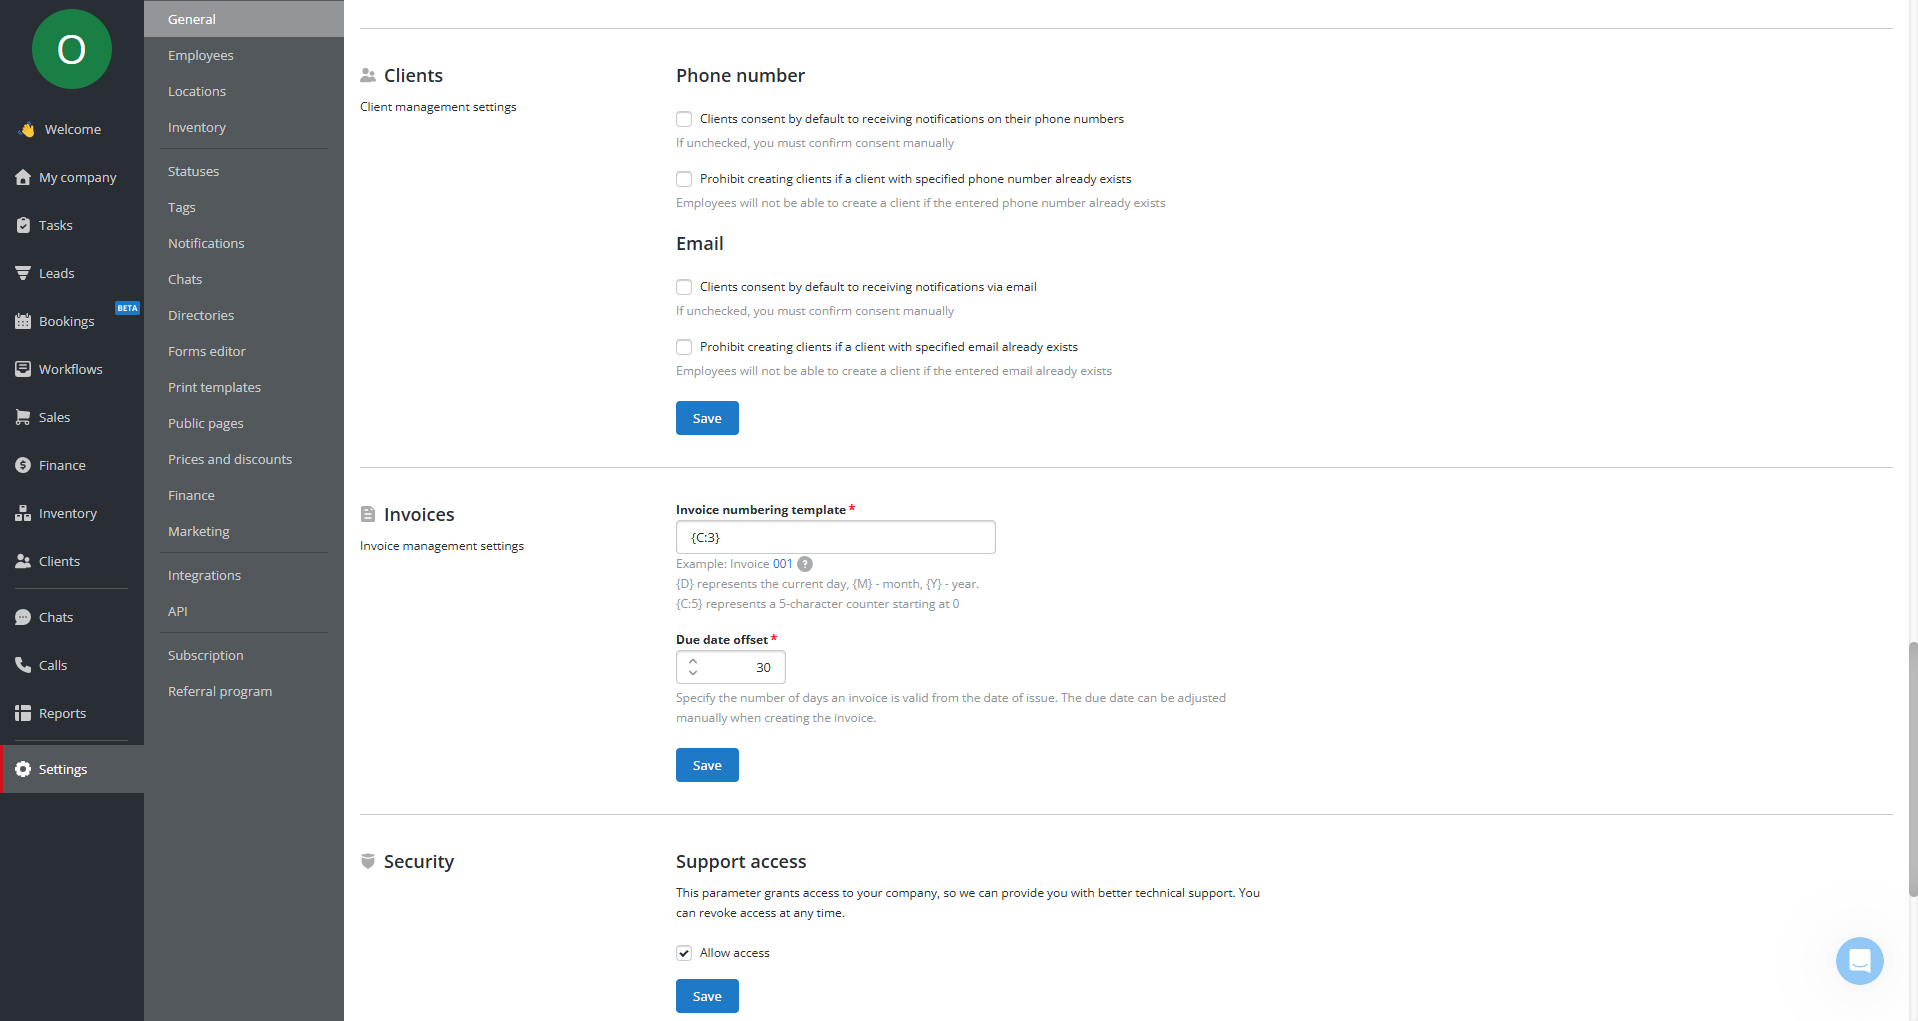 O
Welcome
My company
Tasks
Leads
BETA
Bookings
Workflows
Sales
Finance
Inventory
Clients
Chats
Calls
Reports
Settings
General
Employees
Locations
Inventory
Statuses
Tags
Notifications
Chats
Directories
Forms editor
Print templates
Public pages
Prices and discounts
Finance
Marketing
Integrations
API
Subscription
Referral program
Clients
Client management settings
Phone number
Clients consent by default to receiving notifications on their phone numbers
If unchecked, you must confirm consent manually
Prohibit creating clients if a client with specified phone number already exists
Employees will not be able to create a client if the entered phone number already exists
Email
Clients consent by default to receiving notifications via email
If unchecked, you must confirm consent manually
Prohibit creating clients if a client with specified email already exists
Employees will not be able to create a client if the entered email already exists
Save
Invoices
Invoice management settings
Invoice numbering template *
{C:3}
Example: Invoice 001 ?
{D} represents the current day, {M} - month, {Y} - year.
{C:5} represents a 5-character counter starting at 0
Due date offset *
30
Specify the number of days an invoice is valid from the date of issue. The due date can be adjusted
manually when creating the invoice.
Save
Security
Support access
This parameter grants access to your company, so we can provide you with better technical support. You
can revoke access at any time.
Allow access
Save